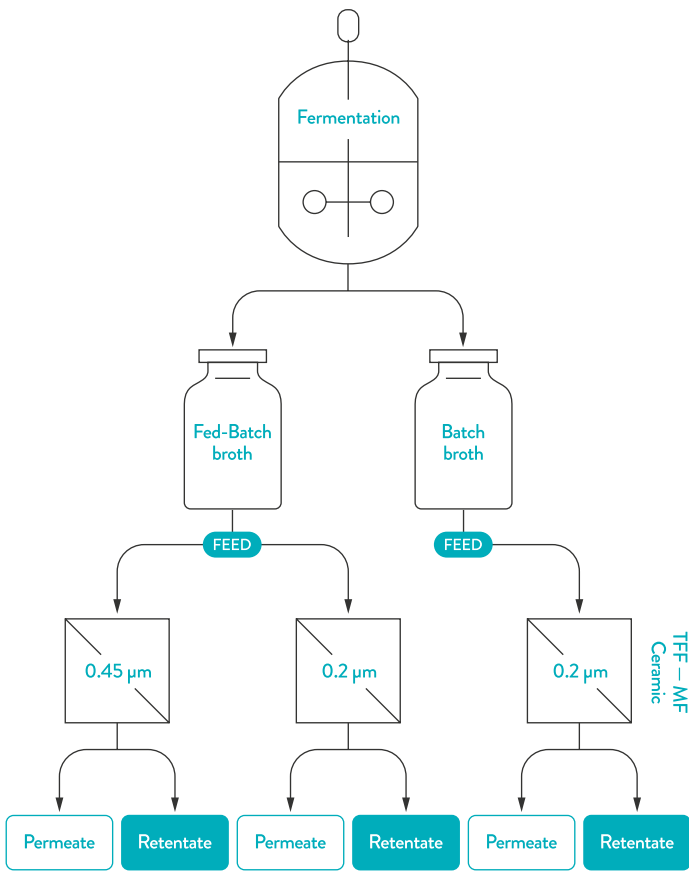 Fermentation
Fed-Batch
broth
Batch
broth
FEED
FEED
0.45 µm
0.2 µm
0.2 µm
TFF – MF
Ceramic
Permeate
Retentate
Permeate
Retentate
Permeate
Retentate